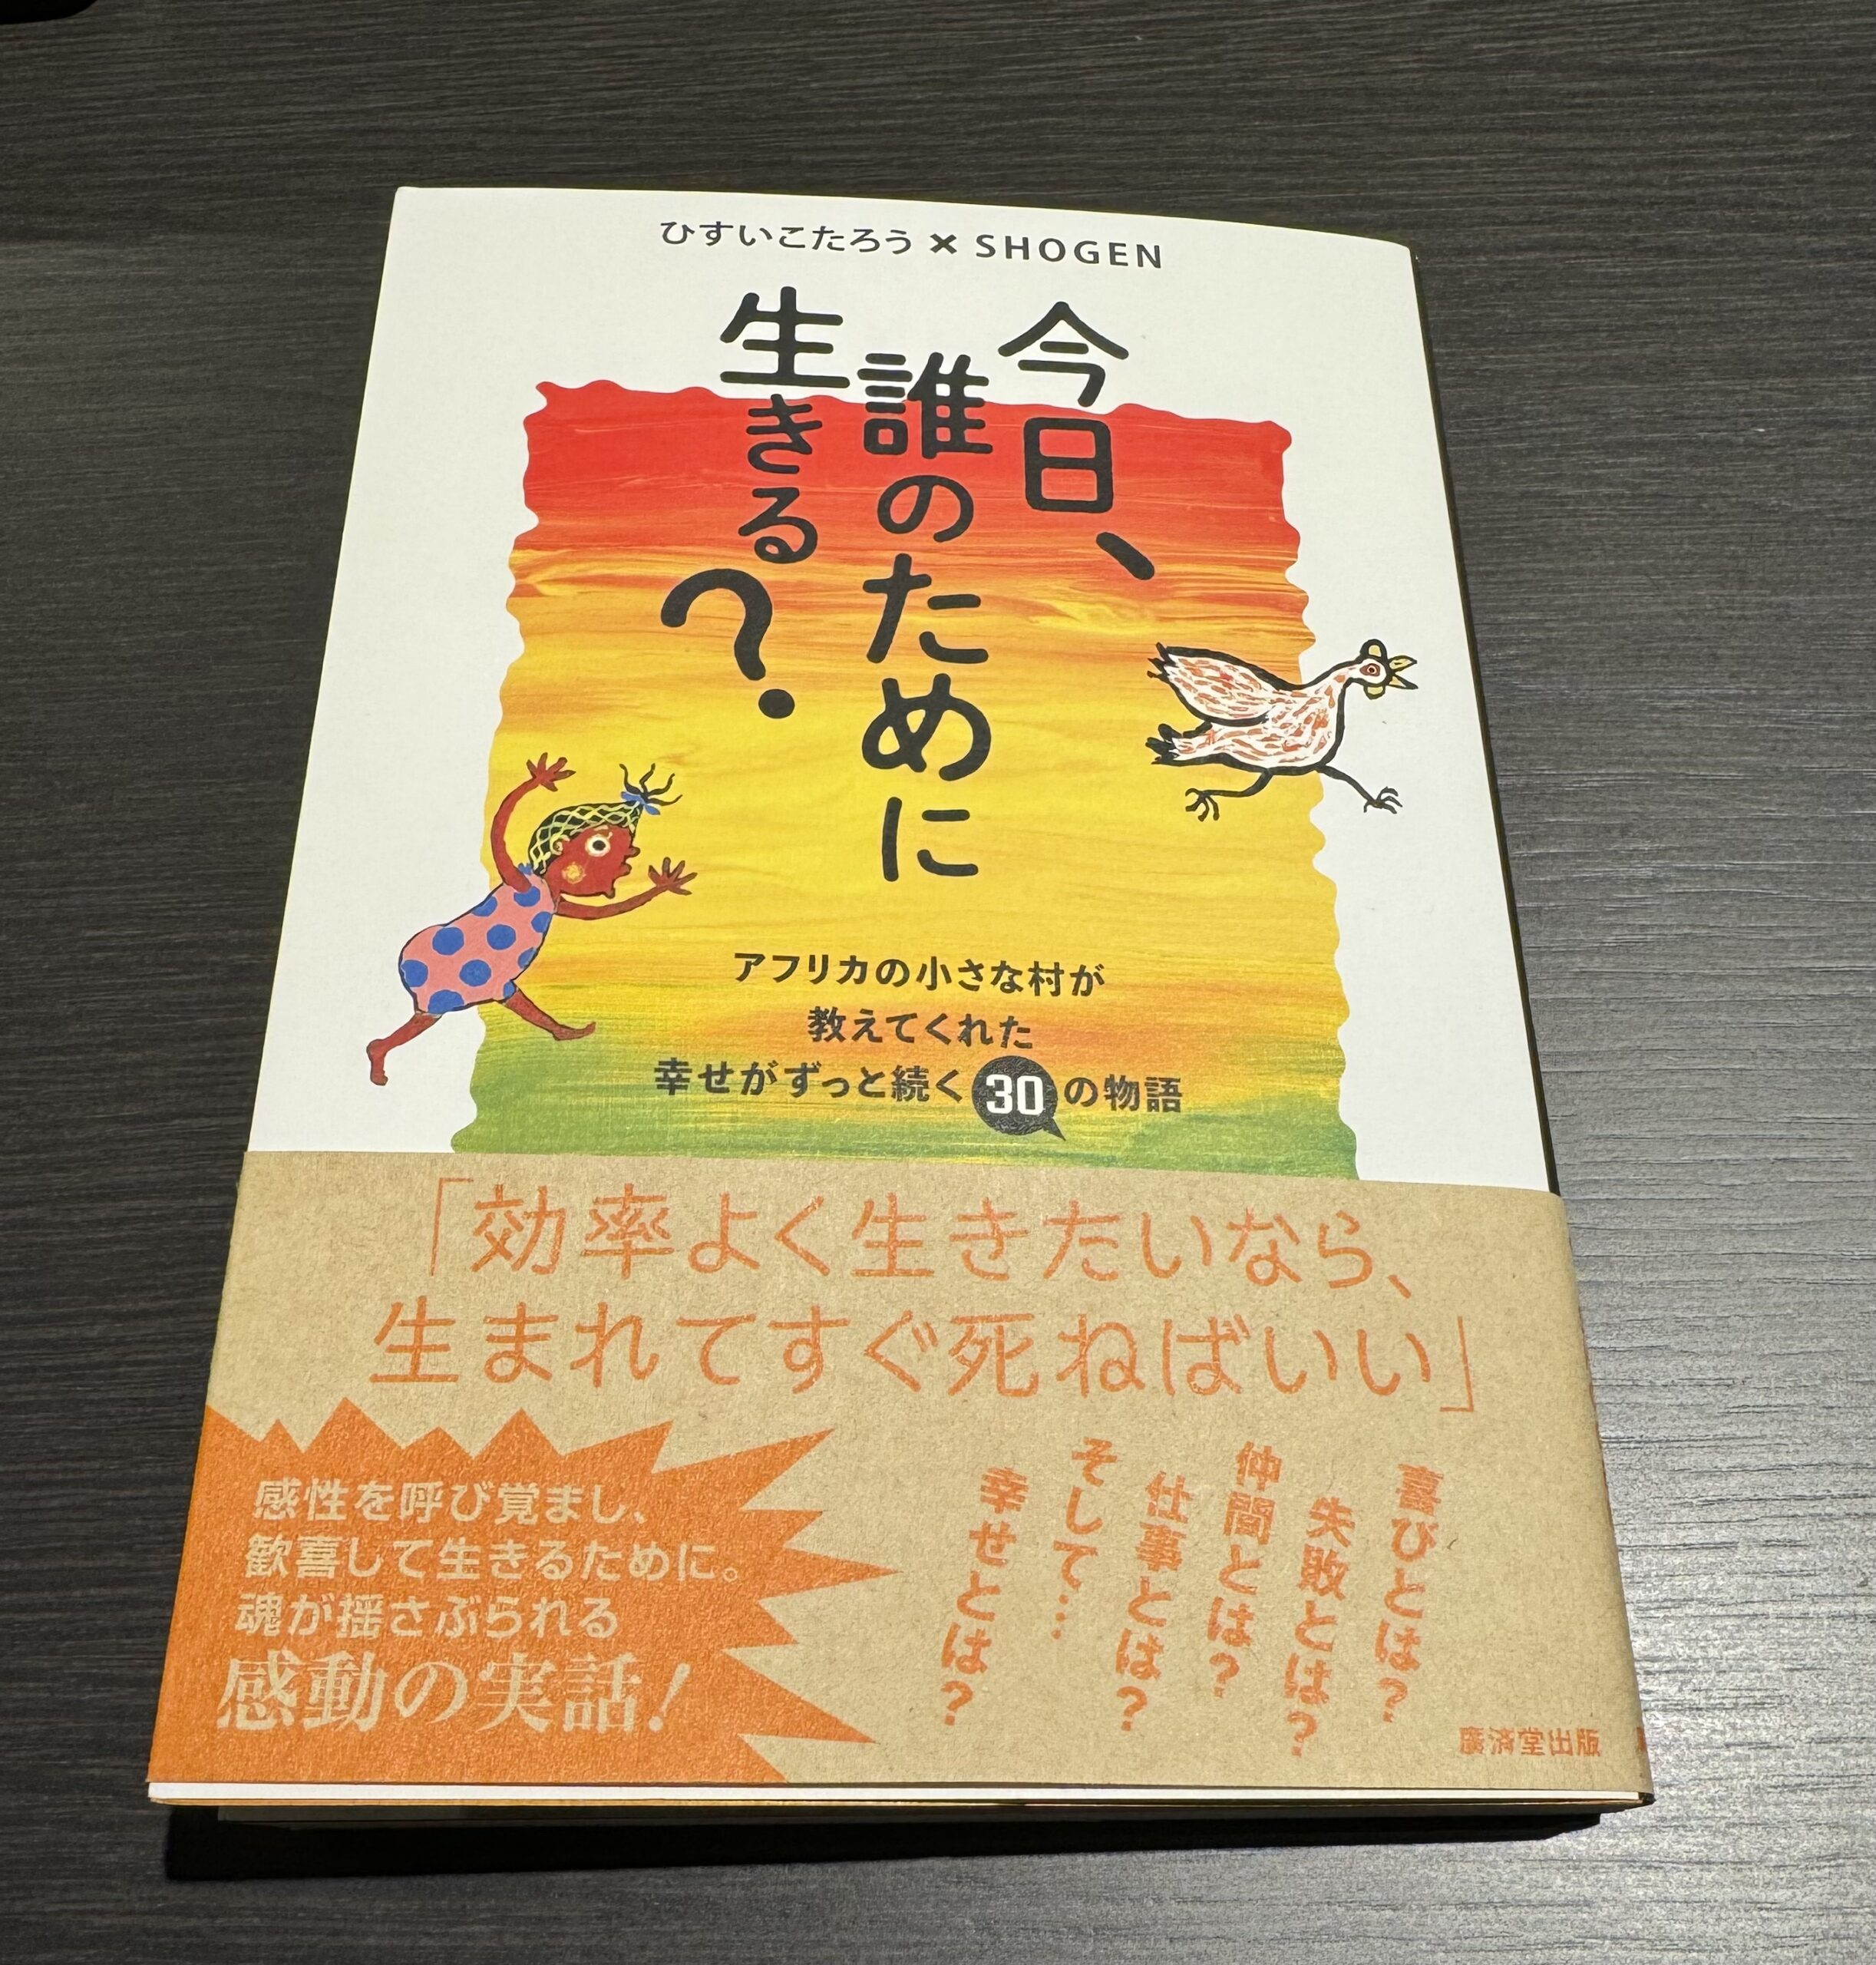 ひすいこたろう×SHOGEN
今日、
誰のために
生きる?
アフリカの小さな村が
教えてくれた
幸せがずっと続く30の物語
「効率よく生きたいなら、
生まれてすぐ死ねばいい」
喜びとは?
失敗とは?
仲間とは?
仕事とは?
そして…
幸せとは?
感性を呼び覚まし、
歓喜して生きるために。
魂が揺さぶられる
感動の実話!
廣済堂出版